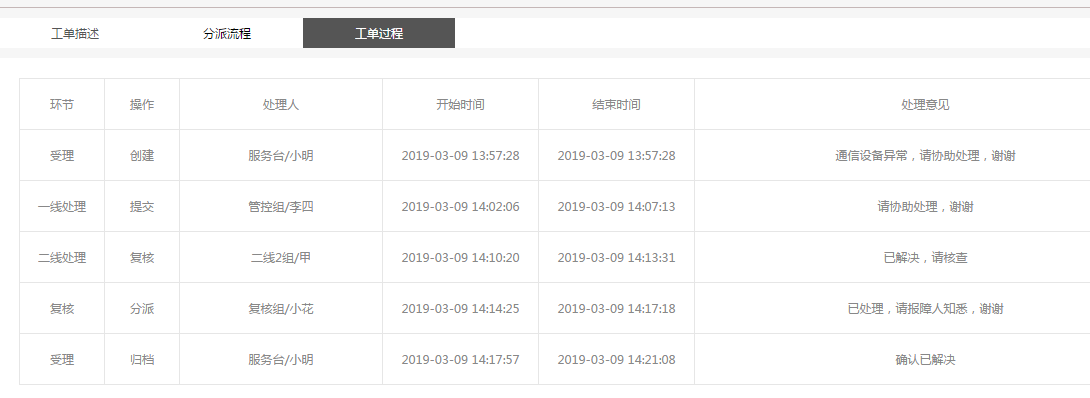 工单描述 分派流程 工单过程
环节 操作 处理人 开始时间 结束时间 处理意见
受理 创建 服务台/小明 2019-03-09 13:57:28 2019-03-09 13:57:28 通信设备异常，请协助处理，谢谢
一线处理 提交 管控组/李四 2019-03-09 14:02:06 2019-03-09 14:07:13 请协助处理，谢谢
二线处理 复核 二线2组/甲 2019-03-09 14:10:20 2019-03-09 14:13:31 已解决，请核查
复核 分派 复核组/小花 2019-03-09 14:14:25 2019-03-09 14:17:18 已处理，请报障人知悉，谢谢
受理 归档 服务台/小明 2019-03-09 14:17:57 2019-03-09 14:21:08 确认已解决